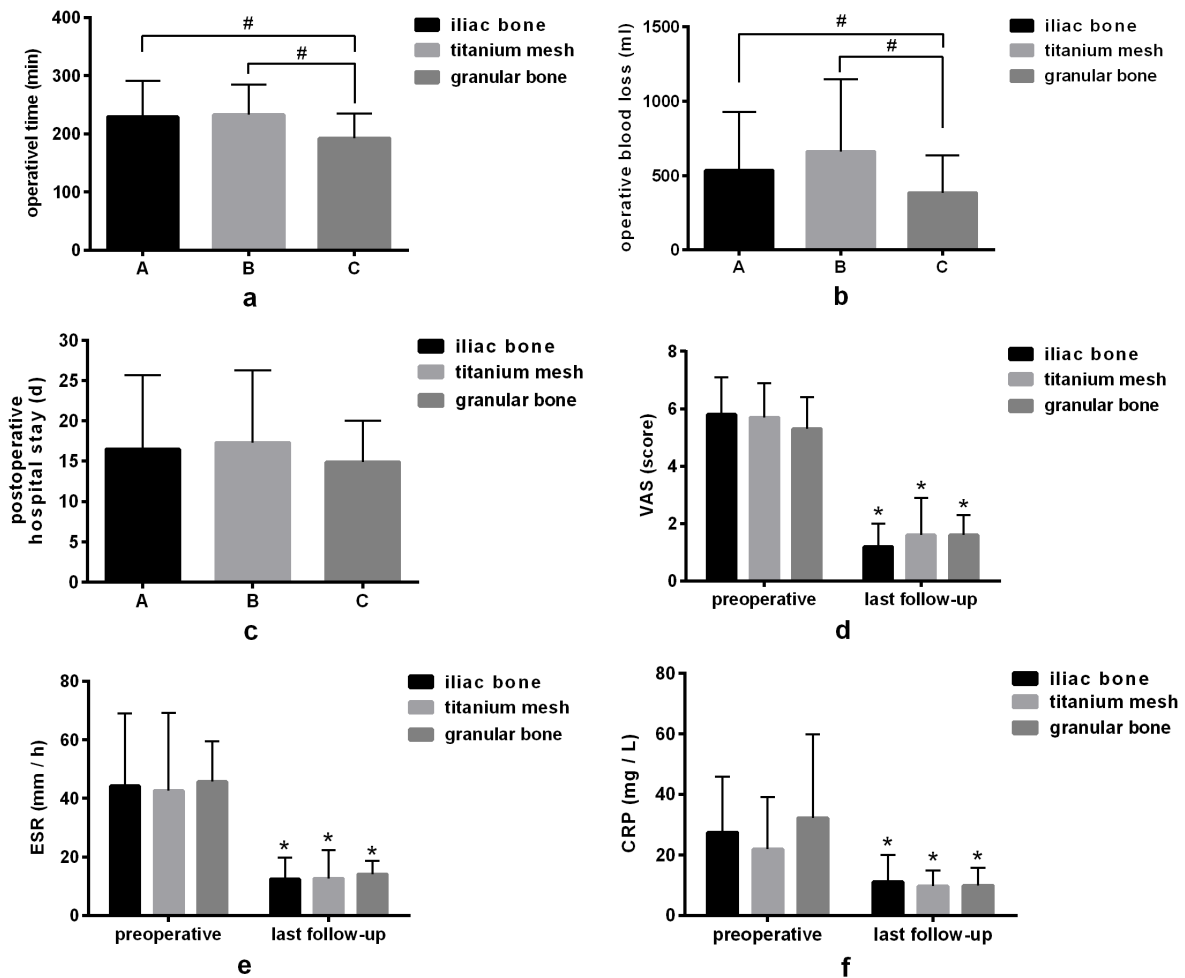 operativel time (min)
400
300
200
100
0
#
#
A
B
C
iliac bone
titanium mesh
granular bone
a
operative blood loss (ml)
1500
1000
500
0
#
#
A
B
C
iliac bone
titanium mesh
granular bone
b
postoperative
hospital stay (d)
30
25
20
15
10
5
0
A
B
C
iliac bone
titanium mesh
granular bone
c
VAS (score)
8
6
4
2
0
*
*
*
preoperative
last follow-up
iliac bone
titanium mesh
granular bone
d
ESR (mm / h)
80
60
40
20
0
*
*
*
preoperative
last follow-up
iliac bone
titanium mesh
granular bone
e
CRP (mg / L)
80
60
40
20
0
*
*
*
preoperative
last follow-up
iliac bone
titanium mesh
granular bone
f